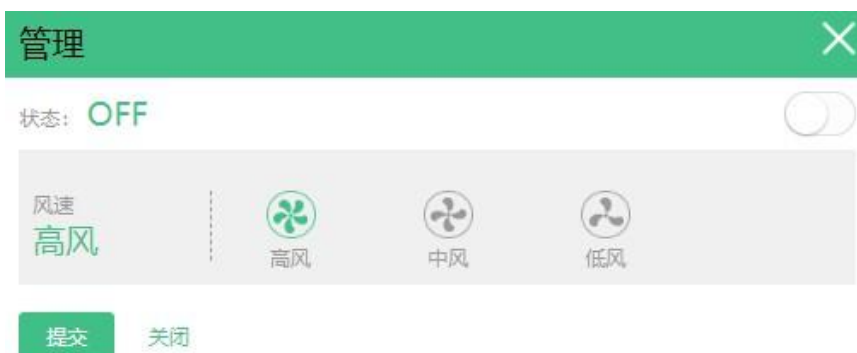 管理
状态: OFF
风速
高风
高风 中风 低风
提交 关闭